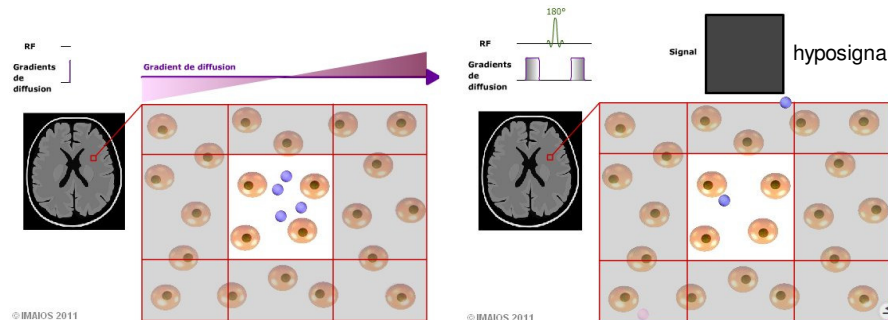 RF
Gradients
de
diffusion
Gradient de diffusion
© IMAIOS 2011
180°
RF
Gradients
de
diffusion
Signal
hyposigna
© IMAIOS 2011